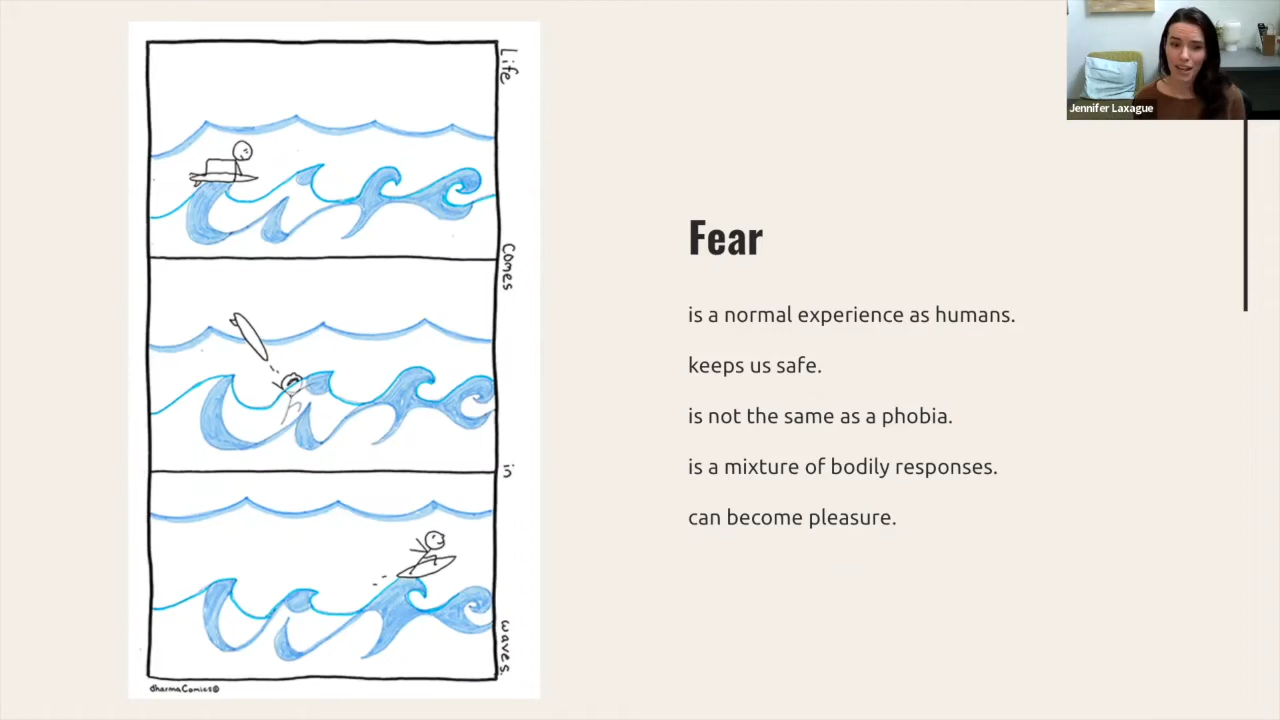 Life
Comes
in
waves.
dharmaComics©
Fear
is a normal experience as humans.
keeps us safe.
is not the same as a phobia.
is a mixture of bodily responses.
can become pleasure.
Jennifer Laxague